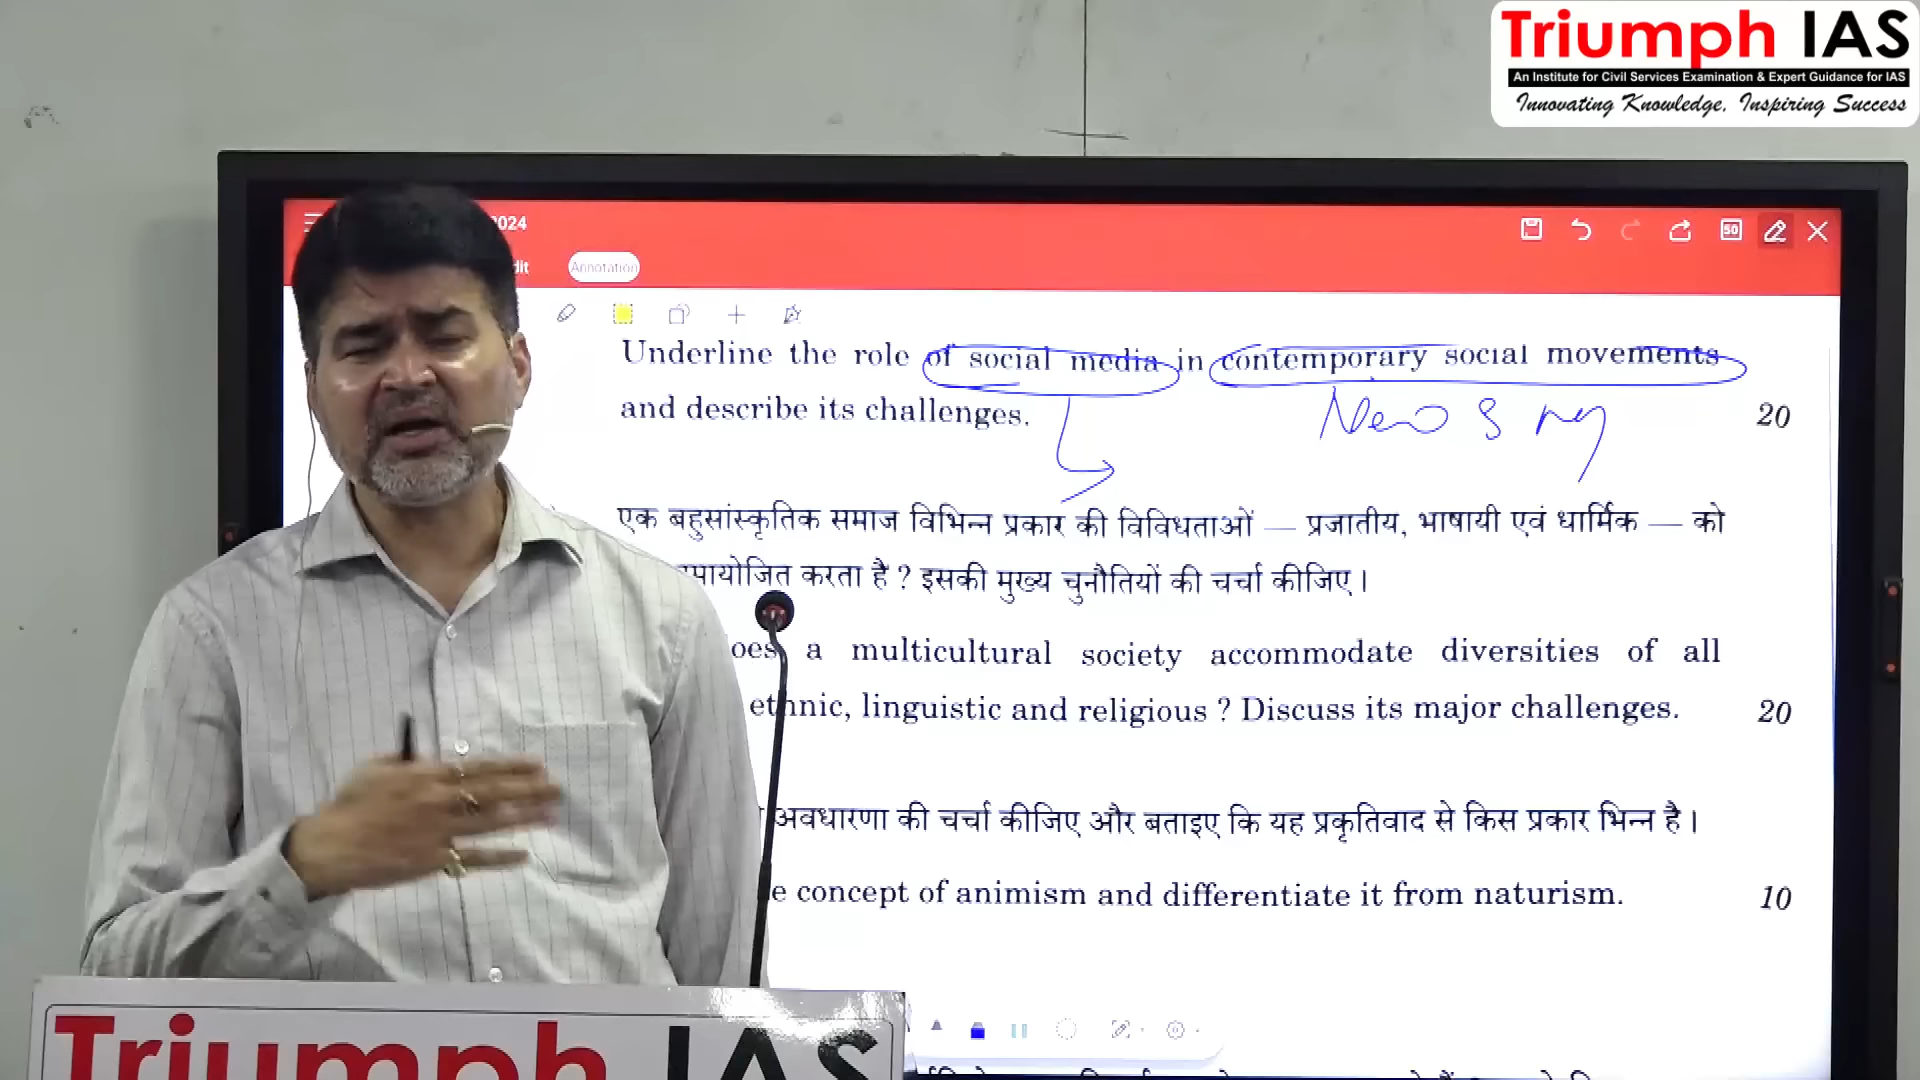 Triumph IAS
An Institute for Civil Services Examination & Expert Guidance for IAS
Innovating Knowledge, Inspiring Success
2024
dit
Annotation
50
Underline the role of social media in contemporary social movements
and describe its challenges. 20
New S
एक बहुसांस्कृतिक समाज विभिन्न प्रकार की विविधताओं — प्रजातीय, भाषायी एवं धार्मिक — को
मायोजित करता है ? इसकी मुख्य चुनौतियों की चर्चा कीजिए ।
oes a multicultural society accommodate diversities of all
ethnic, linguistic and religious ? Discuss its major challenges. 20
अवधारणा की चर्चा कीजिए और बताइए कि यह प्रकृतिवाद से किस प्रकार भिन्न है ।
e concept of animism and differentiate it from naturism. 10
Triumph IAS